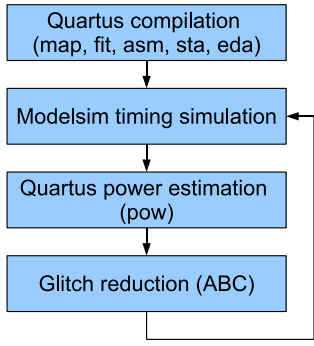 Quartus compilation
(map, fit, asm, sta, eda)
Modelsim timing simulation
Quartus power estimation
(pow)
Glitch reduction (ABC)